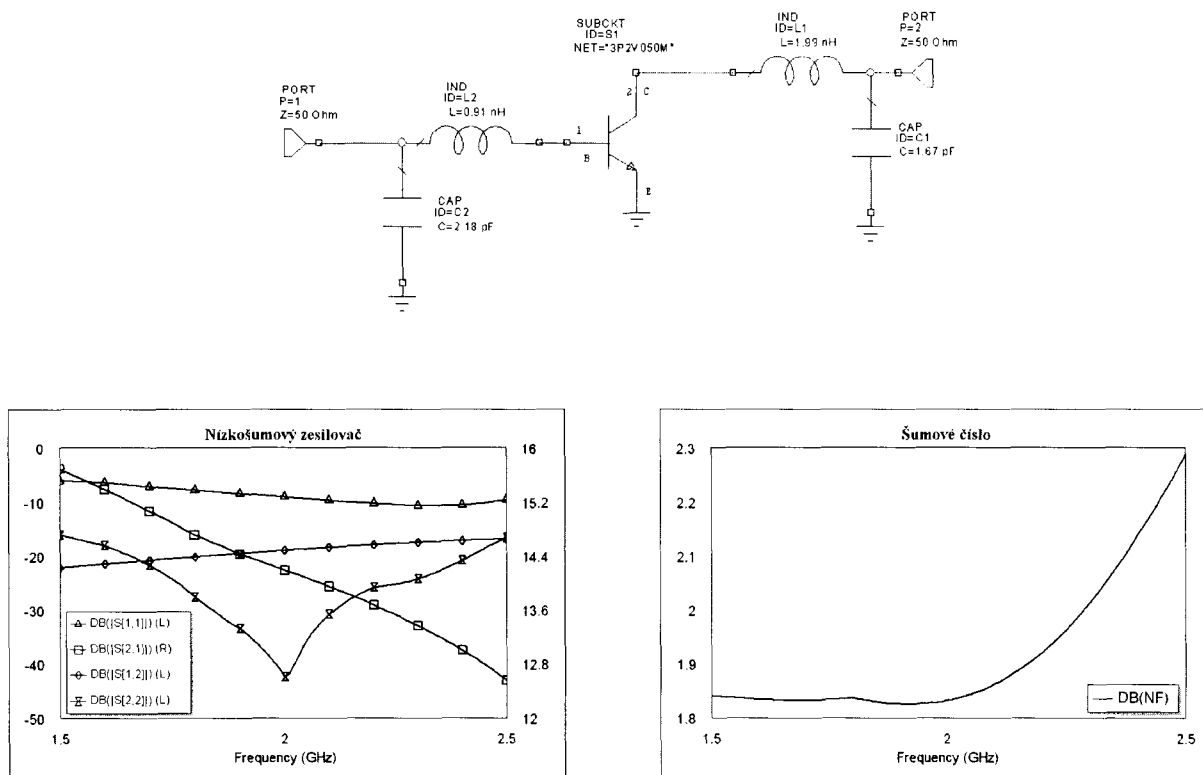 SUBCKT
ID=S1
NET="3P2V050M"
IND
ID=L1
L=1.99 nH
PORT
P=2
Z=50 Ohm
PORT
P=1
Z=50 Ohm
IND
ID=L2
L=0.91 nH
2 C
1
B
E
CAP
ID=C1
C=1.67 pF
CAP
ID=C2
C=2.18 pF
Nízkošumový zesilovač
0
-10
-20
-30
-40
-50
16
15.2
14.4
13.6
12.8
12
DB(|S[1,1]|) (L)
DB(|S[2,1]|) (R)
DB(|S[1,2]|) (L)
DB(|S[2,2]|) (L)
1.5 2 2.5
Frequency (GHz)
Šumové číslo
2.3
2.2
2.1
2
1.9
1.8
DB(NF)
1.5 2 2.5
Frequency (GHz)